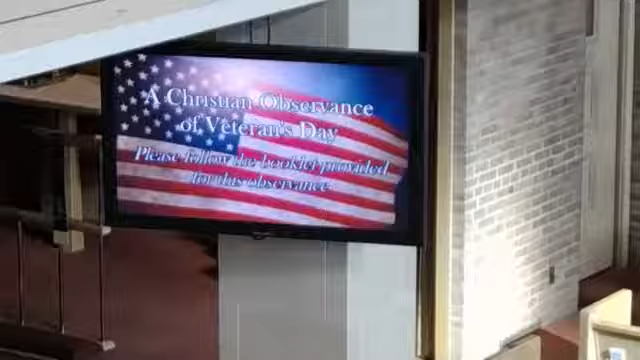 A Christian Observance
of Veteran's Day
Please follow the booklet provided
for this observance.